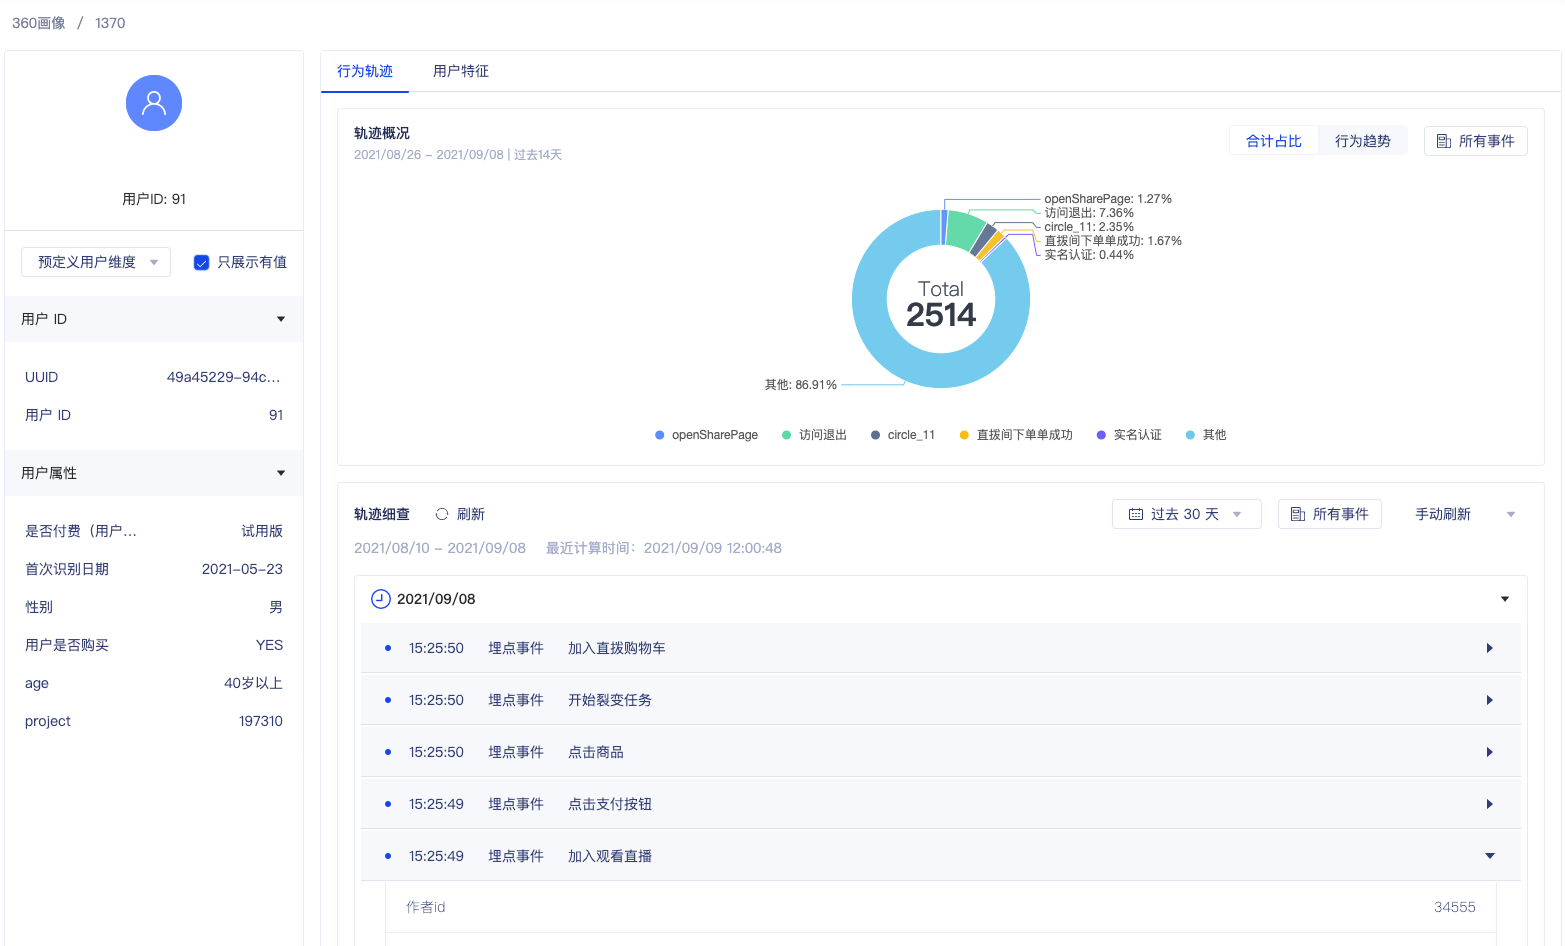 360画像 / 1370
用户ID: 91
预定义用户维度
只展示有值
用户 ID
UUID 49a45229-94c...
用户 ID 91
用户属性
是否付费（用户... 试用版
首次识别日期 2021-05-23
性别 男
用户是否购买 YES
age 40岁以上
project 197310
行为轨迹 用户特征
轨迹概况
2021/08/26 - 2021/09/08 | 过去14天
合计占比 行为趋势 所有事件
openSharePage: 1.27%
访问退出: 7.36%
circle_11: 2.35%
直拨间下单单成功: 1.67%
实名认证: 0.44%
Total
2514
其他: 86.91%
openSharePage 访问退出 circle_11 直拨间下单单成功 实名认证 其他
轨迹细查 刷新 过去 30 天 所有事件 手动刷新
2021/08/10 - 2021/09/08 最近计算时间：2021/09/09 12:00:48
2021/09/08
15:25:50 埋点事件 加入直拨购物车
15:25:50 埋点事件 开始裂变任务
15:25:50 埋点事件 点击商品
15:25:49 埋点事件 点击支付按钮
15:25:49 埋点事件 加入观看直播
作者id 34555